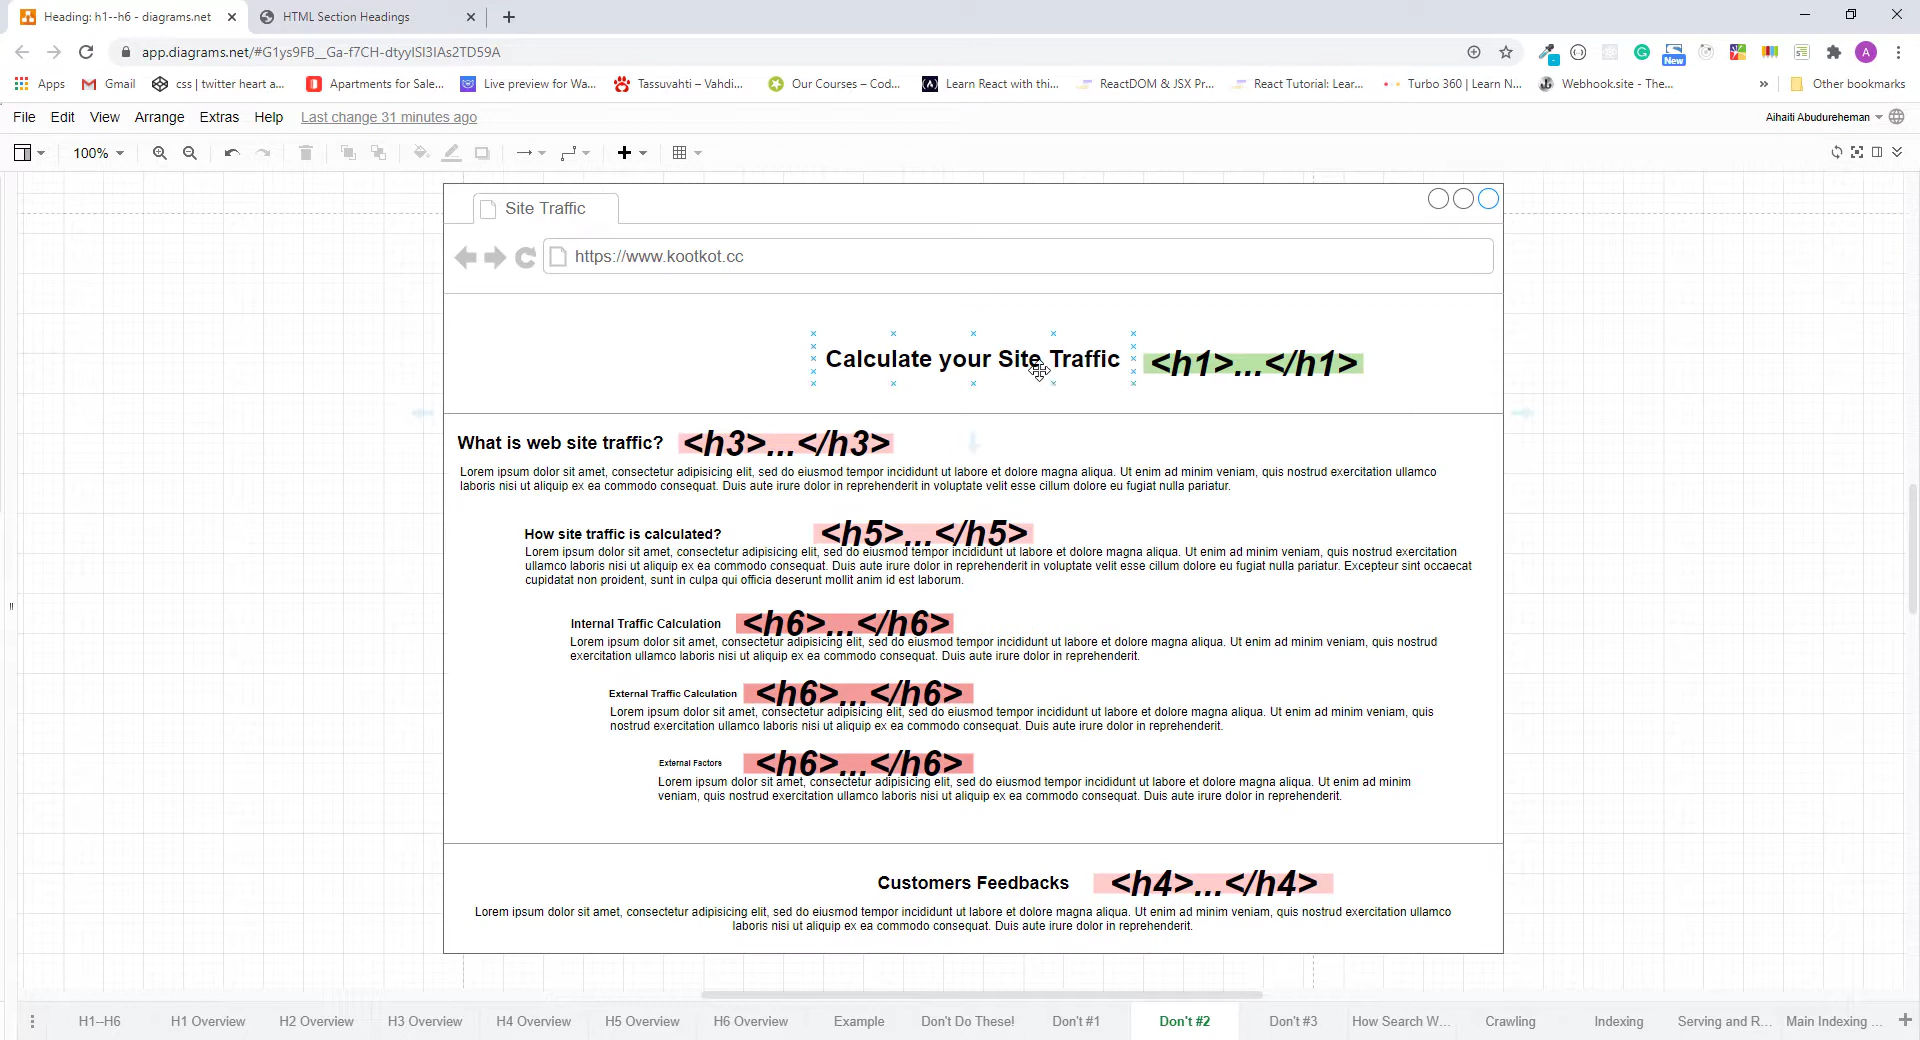 Heading: h1--h6 - diagrams.net
HTML Section Headings
app.diagrams.net/#G1ys9FB__Ga-f7CH-dtyylSI3IAs2TD59A
New
A
Apps
Gmail
css | twitter heart a...
Apartments for Sale...
Live preview for Wa...
Tassuvahti – Vahdi...
Our Courses – Cod...
Learn React with thi...
ReactDOM & JSX Pr...
React Tutorial: Lear...
Turbo 360 | Learn N...
Webhook.site - The...
Other bookmarks
File Edit View Arrange Extras Help Last change 31 minutes ago
Aihaiti Abudureheman
100%
Site Traffic
https://www.kootkot.cc
Calculate your Site Traffic <h1>...</h1>
What is web site traffic? <h3>...</h3>
Lorem ipsum dolor sit amet, consectetur adipisicing elit, sed do eiusmod tempor incididunt ut labore et dolore magna aliqua. Ut enim ad minim veniam, quis nostrud exercitation ullamco
laboris nisi ut aliquip ex ea commodo consequat. Duis aute irure dolor in reprehenderit in voluptate velit esse cillum dolore eu fugiat nulla pariatur.
How site traffic is calculated? <h5>...</h5>
Lorem ipsum dolor sit amet, consectetur adipisicing elit, sed do eiusmod tempor incididunt ut labore et dolore magna aliqua. Ut enim ad minim veniam, quis nostrud exercitation
ullamco laboris nisi ut aliquip ex ea commodo consequat. Duis aute irure dolor in reprehenderit in voluptate velit esse cillum dolore eu fugiat nulla pariatur. Excepteur sint occaecat
cupidatat non proident, sunt in culpa qui officia deserunt mollit anim id est laborum.
Internal Traffic Calculation <h6>...</h6>
Lorem ipsum dolor sit amet, consectetur adipisicing elit, sed do eiusmod tempor incididunt ut labore et dolore magna aliqua. Ut enim ad minim veniam, quis nostrud
exercitation ullamco laboris nisi ut aliquip ex ea commodo consequat. Duis aute irure dolor in reprehenderit.
External Traffic Calculation <h6>...</h6>
Lorem ipsum dolor sit amet, consectetur adipisicing elit, sed do eiusmod tempor incididunt ut labore et dolore magna aliqua. Ut enim ad minim veniam, quis
nostrud exercitation ullamco laboris nisi ut aliquip ex ea commodo consequat. Duis aute irure dolor in reprehenderit.
External Factors <h6>...</h6>
Lorem ipsum dolor sit amet, consectetur adipisicing elit, sed do eiusmod tempor incididunt ut labore et dolore magna aliqua. Ut enim ad minim
veniam, quis nostrud exercitation ullamco laboris nisi ut aliquip ex ea commodo consequat. Duis aute irure dolor in reprehenderit.
Customers Feedbacks <h4>...</h4>
Lorem ipsum dolor sit amet, consectetur adipisicing elit, sed do eiusmod tempor incididunt ut labore et dolore magna aliqua. Ut enim ad minim veniam, quis nostrud exercitation ullamco
laboris nisi ut aliquip ex ea commodo consequat. Duis aute irure dolor in reprehenderit.
H1--H6
H1 Overview
H2 Overview
H3 Overview
H4 Overview
H5 Overview
H6 Overview
Example
Don't Do These!
Don't #1
Don't #2
Don't #3
How Search W...
Crawling
Indexing
Serving and R...
Main Indexing ...